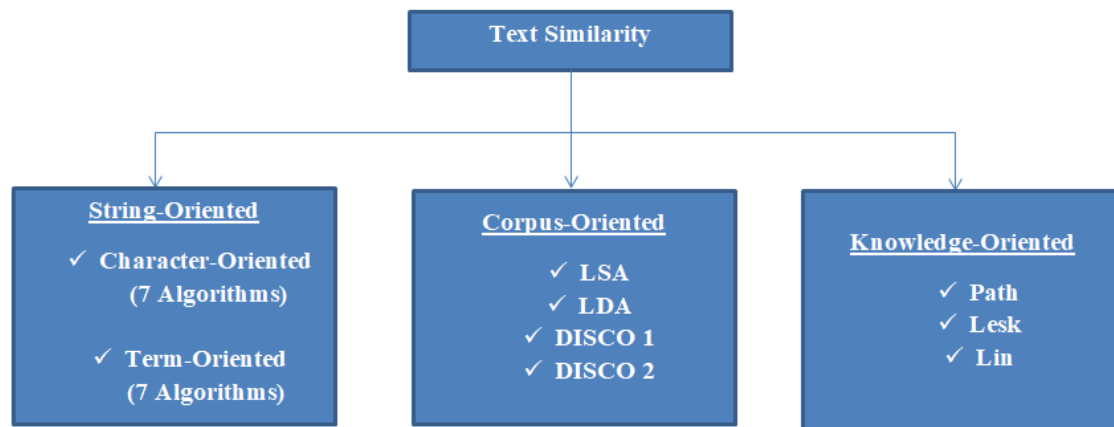 Text Similarity
String-Oriented
✓ Character-Oriented
(7 Algorithms)
✓ Term-Oriented
(7 Algorithms)
Corpus-Oriented
✓ LSA
✓ LDA
✓ DISCO 1
✓ DISCO 2
Knowledge-Oriented
✓ Path
✓ Lesk
✓ Lin